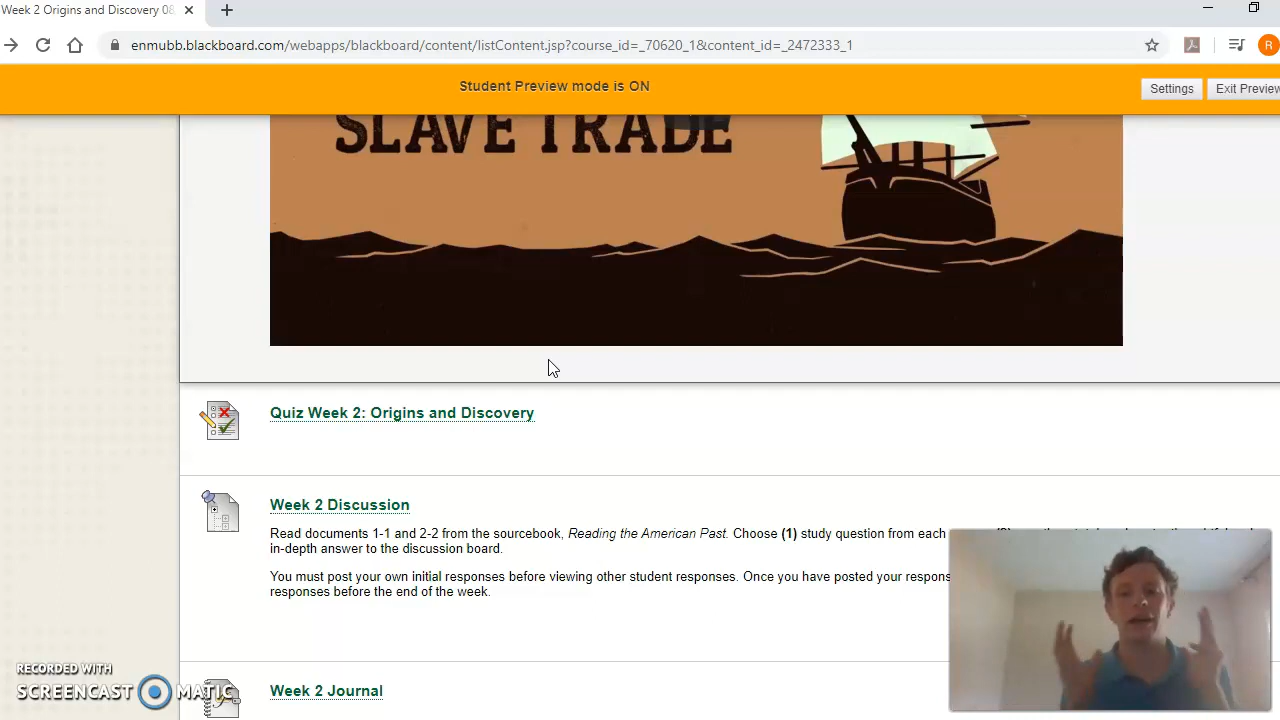 Week 2 Origins and Discovery 08
enmubb.blackboard.com/webapps/blackboard/content/listContent.jsp?course_id=_70620_1&content_id=_2472333_1
R
Student Preview mode is ON
Settings
Exit Preview
SLAVE TRADE
Quiz Week 2: Origins and Discovery
Week 2 Discussion
Read documents 1-1 and 2-2 from the sourcebook, Reading the American Past. Choose (1) study question from each
in-depth answer to the discussion board.
You must post your own initial responses before viewing other student responses. Once you have posted your respons
responses before the end of the week.
Week 2 Journal
RECORDED WITH
SCREENCAST MATIC